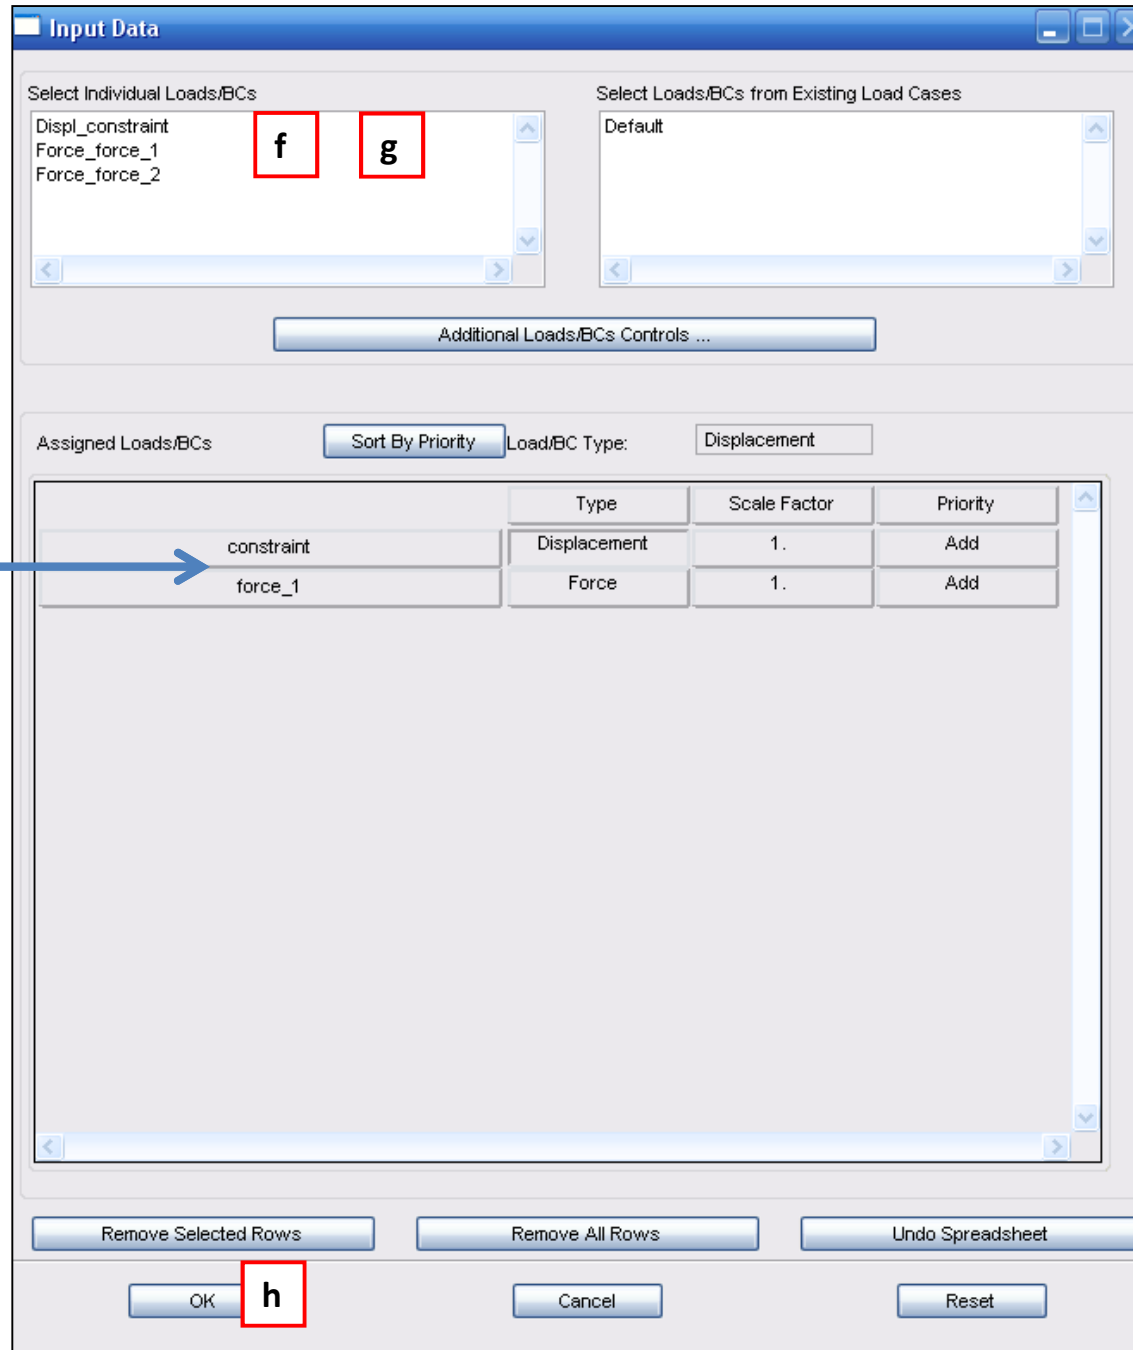 Input Data
Select Individual Loads/BCs
Select Loads/BCs from Existing Load Cases
Displ_constraint
Force_force_1
Force_force_2
f
g
Default
Additional Loads/BCs Controls ...
Assigned Loads/BCs
Sort By Priority
Load/BC Type:
Displacement
Type Scale Factor Priority
constraint Displacement 1. Add
force_1 Force 1. Add
Remove Selected Rows
Remove All Rows
Undo Spreadsheet
OK
h
Cancel
Reset